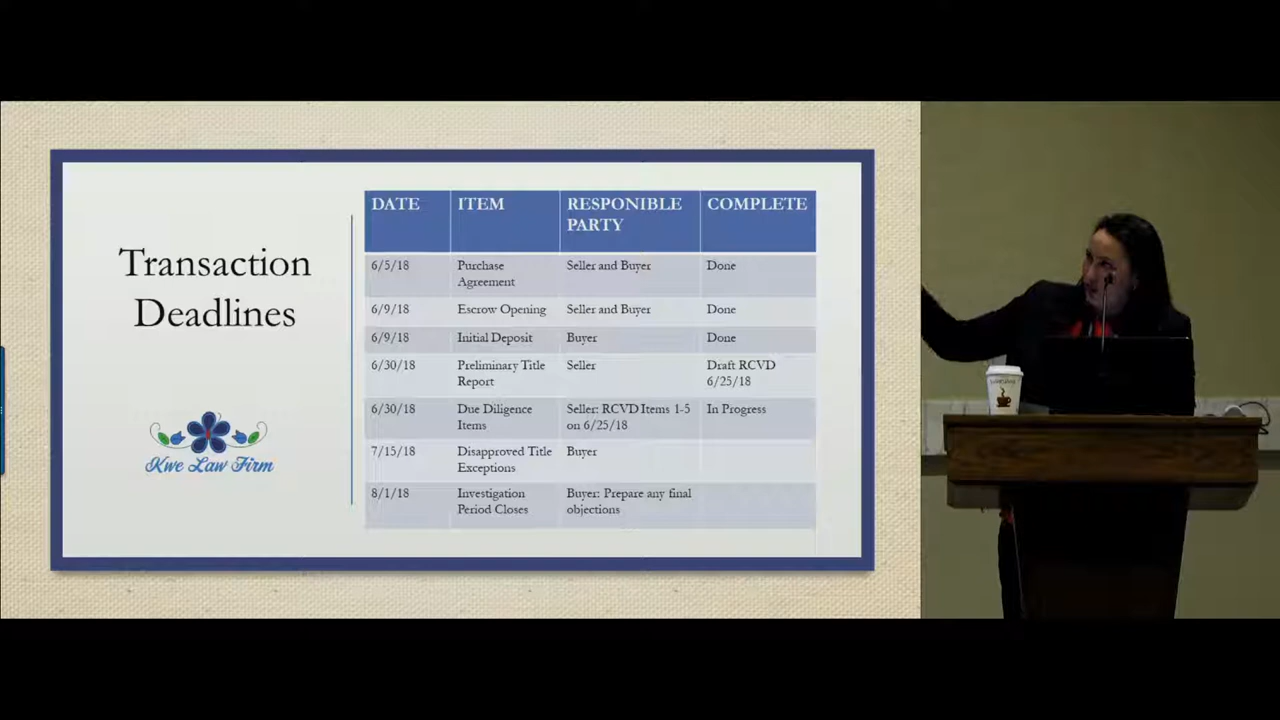 Transaction
Deadlines
Kwe Law Firm
DATE ITEM RESPONIBLE PARTY COMPLETE
6/5/18 Purchase Agreement Seller and Buyer Done
6/9/18 Escrow Opening Seller and Buyer Done
6/9/18 Initial Deposit Buyer Done
6/30/18 Preliminary Title Report Seller Draft RCVD 6/25/18
6/30/18 Due Diligence Items Seller: RCVD Items 1-5 on 6/25/18 In Progress
7/15/18 Disapproved Title Exceptions Buyer
8/1/18 Investigation Period Closes Buyer: Prepare any final objections